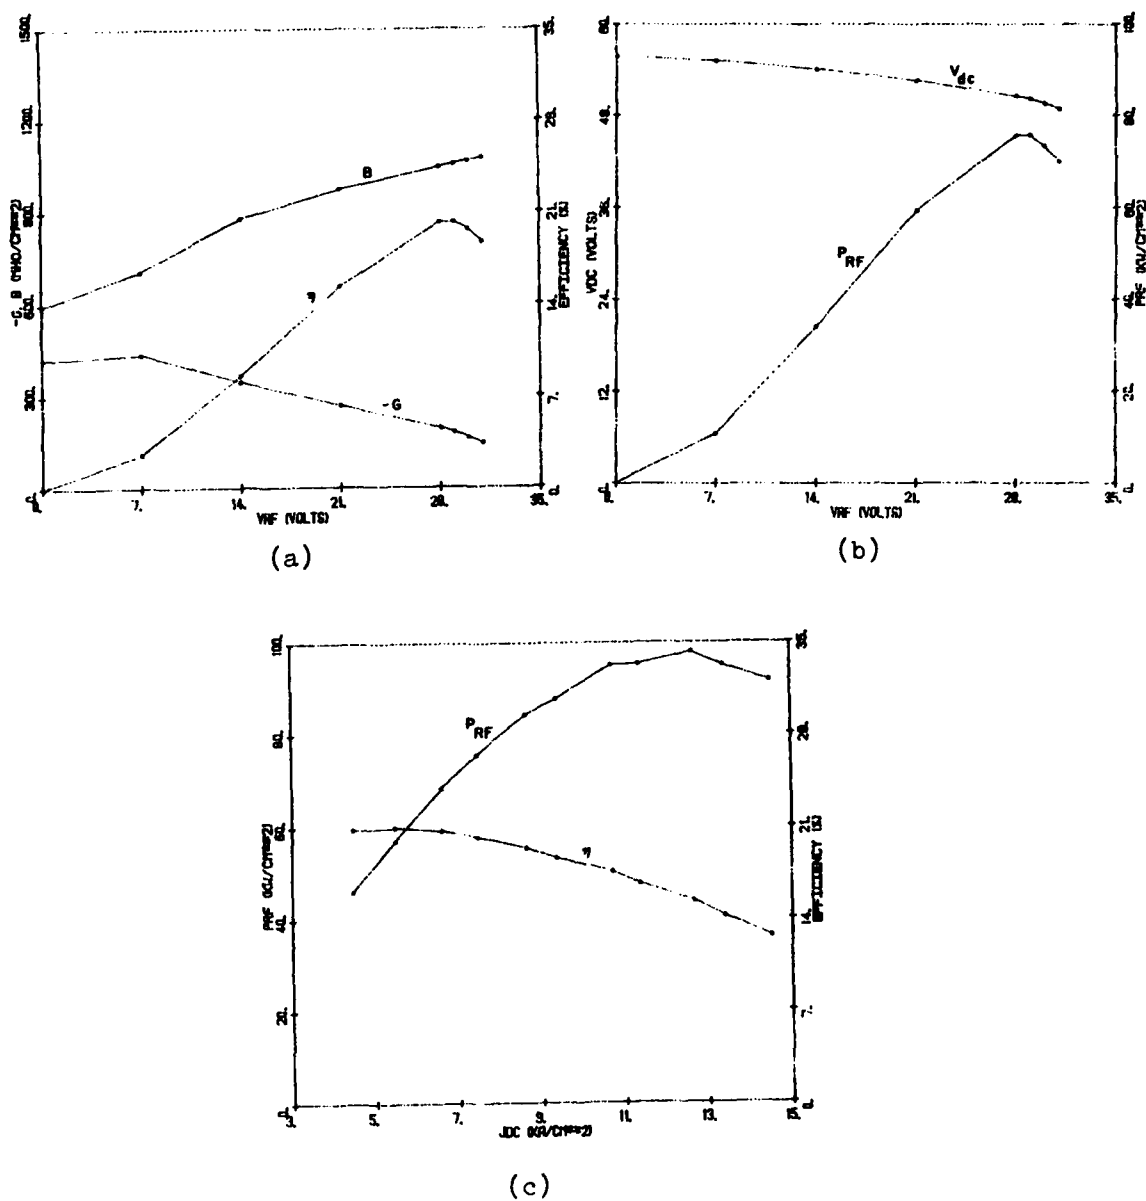 1500.
1200.
900.
600.
300.
0.
-G, B (MHO/CM**2)
B
η
-G
35.
28.
21.
14.
7.
0.
EFFICIENCY (%)
0.
7.
14.
21.
28.
35.
VRF (VOLTS)
(a)
60.
48.
36.
24.
12.
0.
VDC (VOLTS)
Vdc
PRF
100.
80.
60.
40.
20.
0.
PRF (KW/CM**2)
0.
7.
14.
21.
28.
35.
VRF (VOLTS)
(b)
100.
80.
60.
40.
20.
0.
PRF (KW/CM**2)
PRF
η
35.
28.
21.
14.
7.
0.
EFFICIENCY (%)
3.
5.
7.
9.
11.
13.
15.
JDC (KA/CM**2)
(c)